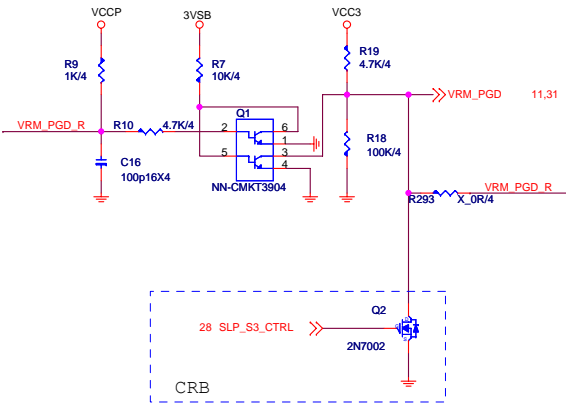 VCCP
3VSB
VCC3
R9
1K/4
R7
10K/4
R19
4.7K/4
VRM_PGD 11,31
VRM_PGD_R
R10 4.7K/4
Q1
2
6
1
5
3
4
NN-CMKT3904
C16
100p16X4
R18
100K/4
VRM_PGD_R
R293 X_0R/4
28 SLP_S3_CTRL
Q2
2N7002
CRB